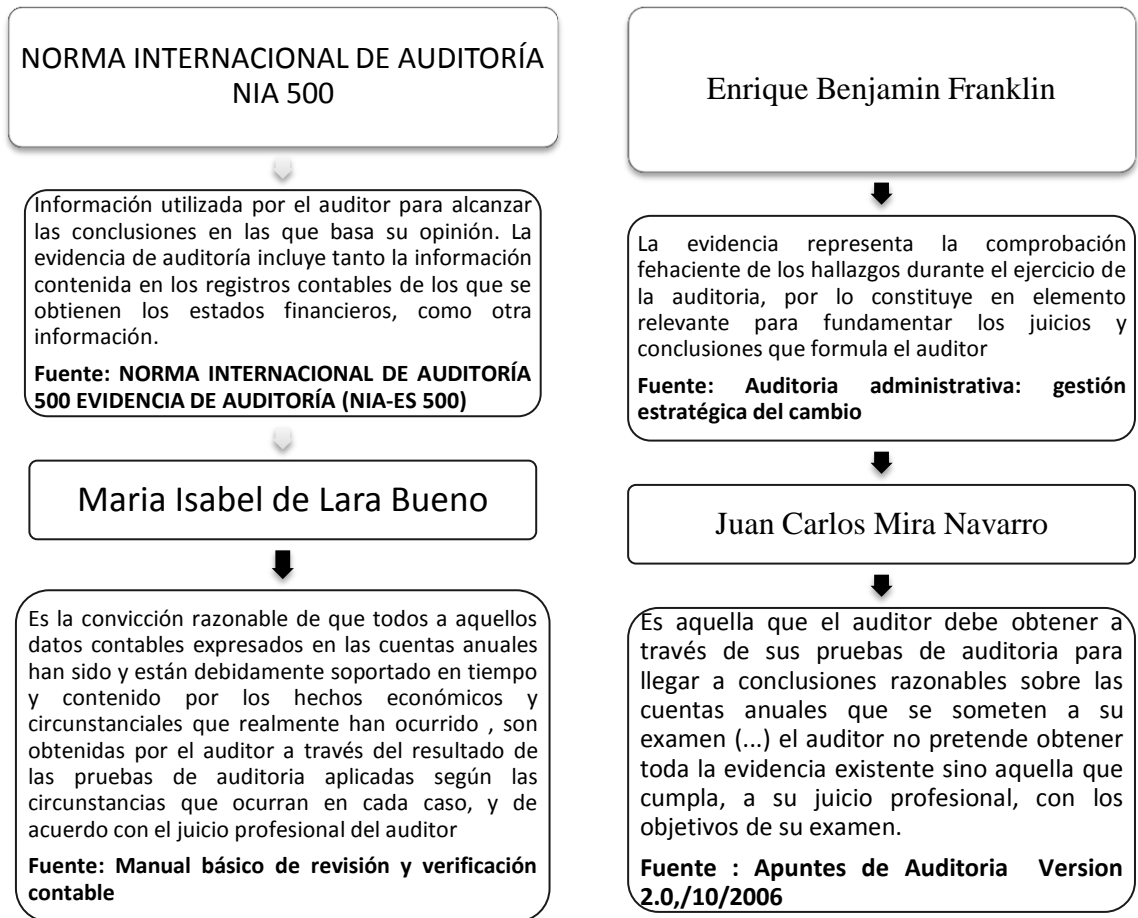 NORMA INTERNACIONAL DE AUDITORÍA
NIA 500
Información utilizada por el auditor para alcanzar
las conclusiones en las que basa su opinión. La
evidencia de auditoría incluye tanto la información
contenida en los registros contables de los que se
obtienen los estados financieros, como otra
información.
Fuente: NORMA INTERNACIONAL DE AUDITORÍA
500 EVIDENCIA DE AUDITORÍA (NIA-ES 500)
Maria Isabel de Lara Bueno
Es la convicción razonable de que todos a aquellos
datos contables expresados en las cuentas anuales
han sido y están debidamente soportado en tiempo
y contenido por los hechos económicos y
circunstanciales que realmente han ocurrido , son
obtenidas por el auditor a través del resultado de
las pruebas de auditoria aplicadas según las
circunstancias que ocurran en cada caso, y de
acuerdo con el juicio profesional del auditor
Fuente: Manual básico de revisión y verificación
contable
Enrique Benjamin Franklin
La evidencia representa la comprobación
fehaciente de los hallazgos durante el ejercicio de
la auditoria, por lo constituye en elemento
relevante para fundamentar los juicios y
conclusiones que formula el auditor
Fuente: Auditoria administrativa: gestión
estratégica del cambio
Juan Carlos Mira Navarro
Es aquella que el auditor debe obtener a
través de sus pruebas de auditoria para
llegar a conclusiones razonables sobre las
cuentas anuales que se someten a su
examen (...) el auditor no pretende obtener
toda la evidencia existente sino aquella que
cumpla, a su juicio profesional, con los
objetivos de su examen.
Fuente : Apuntes de Auditoria Version
2.0,/10/2006